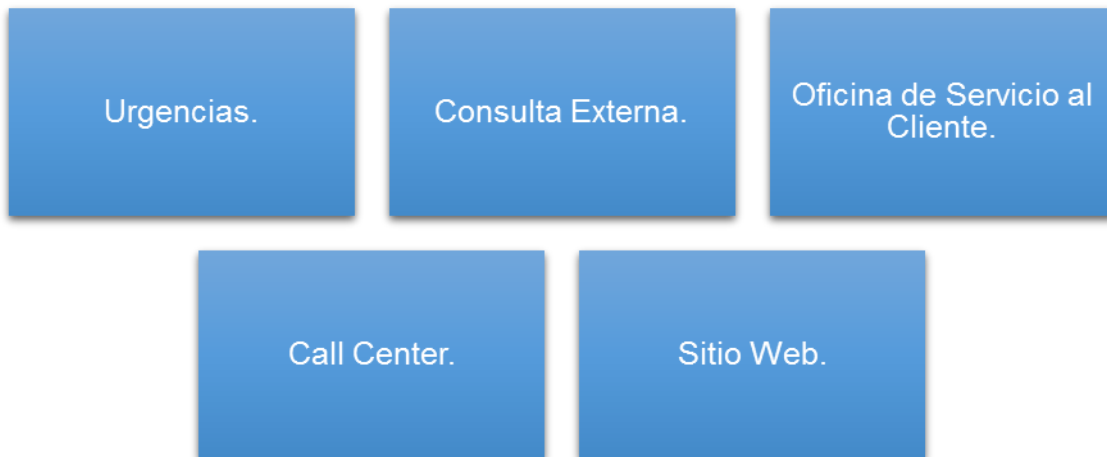 Urgencias.
Consulta Externa.
Oficina de Servicio al
Cliente.
Call Center.
Sitio Web.